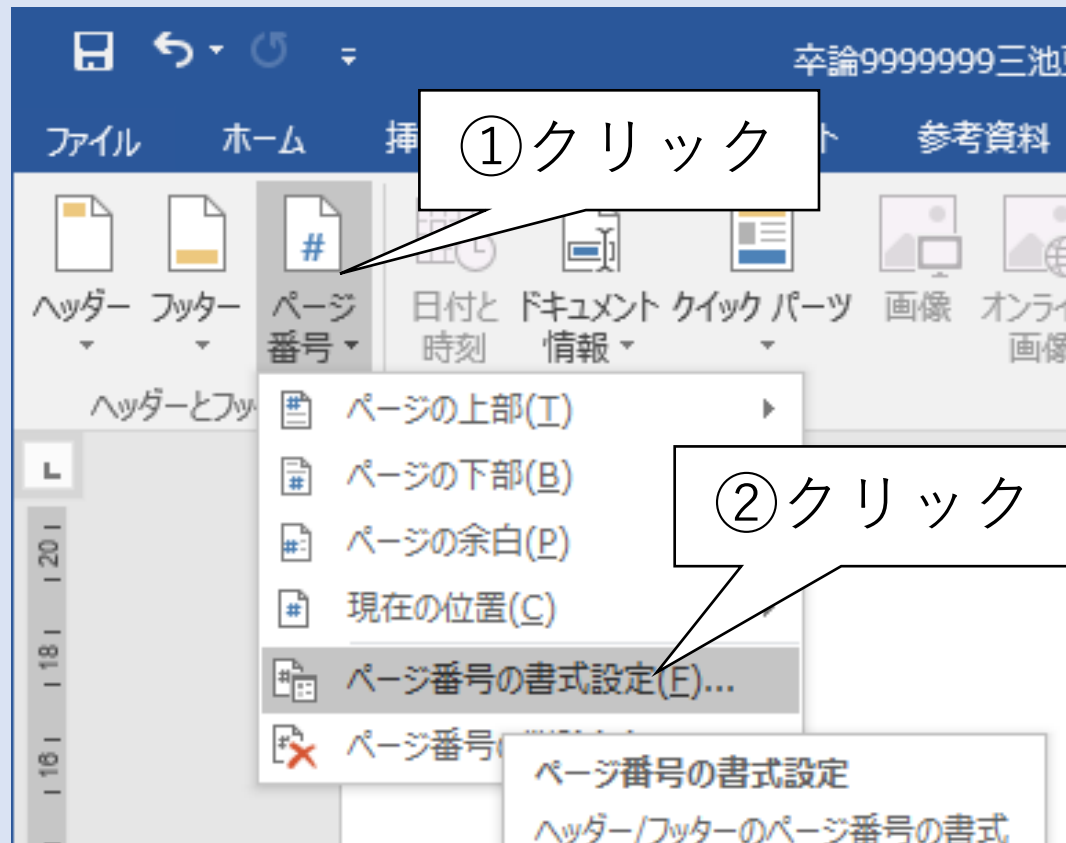 卒論9999999三池
ファイル ホーム 挿 ト 参考資料
①クリック
ヘッダー フッター ページ番号 日付と時刻 ドキュメント情報 クイック パーツ 画像 オンライ
画像
ヘッダーとフッ
ページの上部(T)
ページの下部(B)
ページの余白(P)
現在の位置(C)
②クリック
ページ番号の書式設定(F)...
ページ番号
ページ番号の書式設定
ヘッダー/フッターのページ番号の書式
L
20
18
16